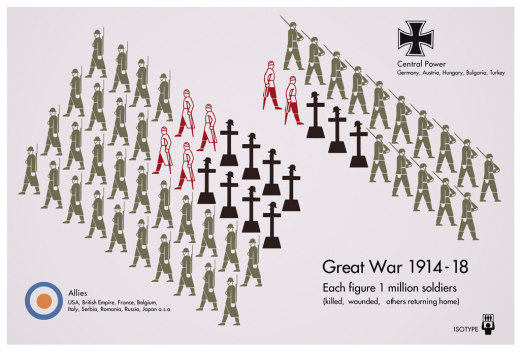 Central Power
Germany, Austria, Hungary, Bulgaria, Turkey
Great War 1914-18
Each figure 1 million soldiers
(killed, wounded, others returning home)
Allies
USA, British Empire, France, Belgium,
Italy, Serbia, Romania, Russia, Japan a.s.o.
ISOTYPE